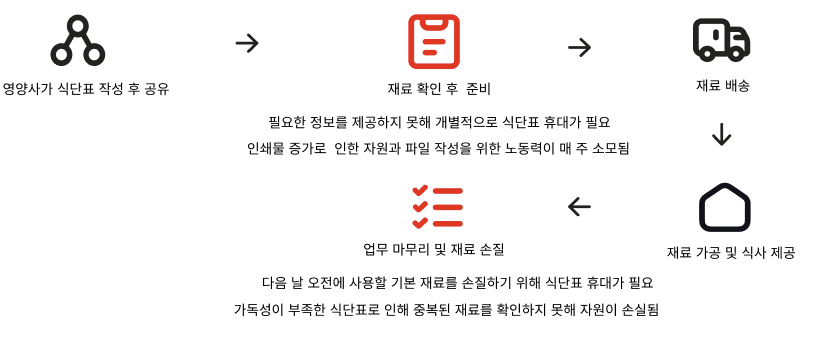 영양사가 식단표 작성 후 공유
재료 확인 후 준비
재료 배송
필요한 정보를 제공하지 못해 개별적으로 식단표 휴대가 필요
인쇄물 증가로 인한 자원과 파일 작성을 위한 노동력이 매 주 소모됨
업무 마무리 및 재료 손질
재료 가공 및 식사 제공
다음 날 오전에 사용할 기본 재료를 손질하기 위해 식단표 휴대가 필요
가독성이 부족한 식단표로 인해 중복된 재료를 확인하지 못해 자원이 손실됨